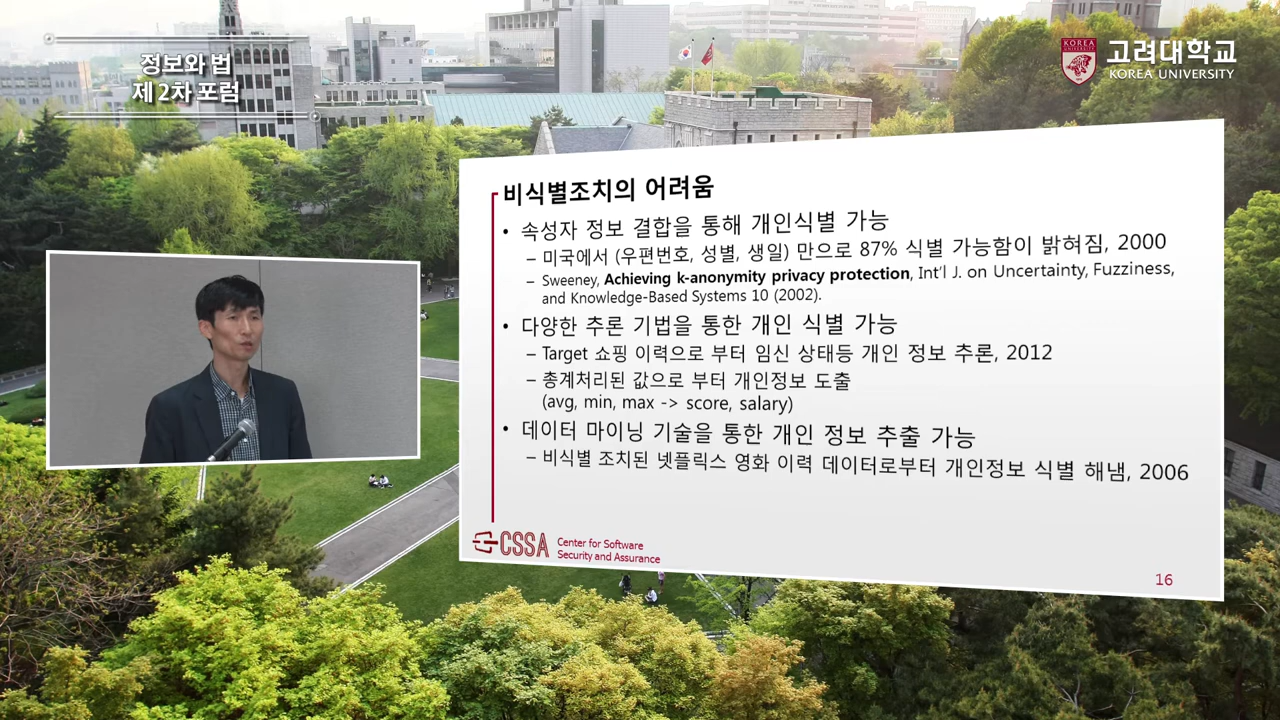 정보와 법
제 2차 포럼
KOREA
UNIVERSITY
고려대학교
KOREA UNIVERSITY
비식별조치의 어려움
• 속성자 정보 결합을 통해 개인식별 가능
– 미국에서 (우편번호, 성별, 생일) 만으로 87% 식별 가능함이 밝혀짐, 2000
– Sweeney, Achieving k-anonymity privacy protection, Int'l J. on Uncertainty, Fuzziness,
and Knowledge-Based Systems 10 (2002).
• 다양한 추론 기법을 통한 개인 식별 가능
– Target 쇼핑 이력으로 부터 임신 상태등 개인 정보 추론, 2012
– 총계처리된 값으로 부터 개인정보 도출
(avg, min, max -> score, salary)
• 데이터 마이닝 기술을 통한 개인 정보 추출 가능
– 비식별 조치된 넷플릭스 영화 이력 데이터로부터 개인정보 식별 해냄, 2006
CSSA
Center for Software
Security and Assurance
16